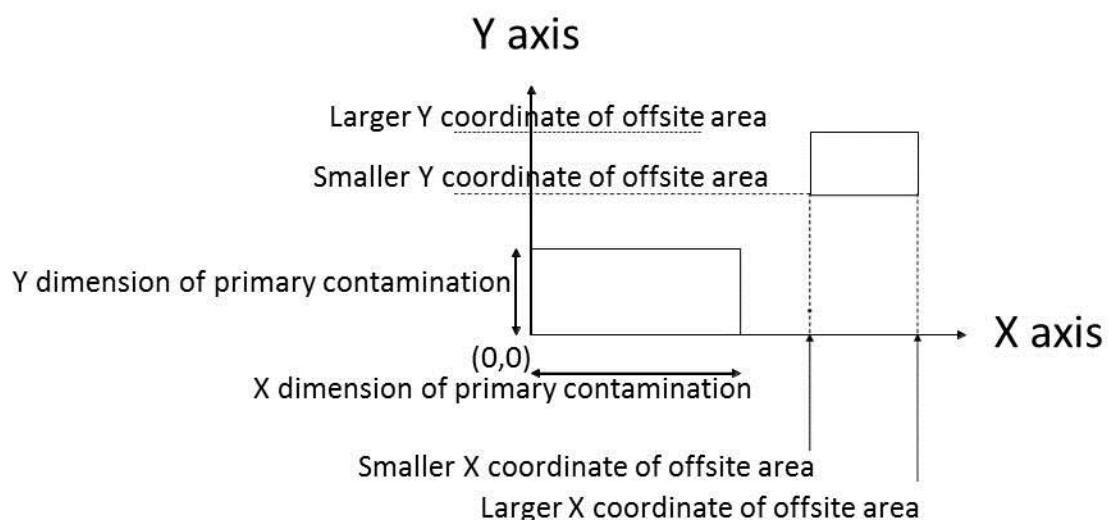 Y axis
Larger Y coordinate of offsite area
Smaller Y coordinate of offsite area
Y dimension of primary contamination
X axis
(0,0)
X dimension of primary contamination
Smaller X coordinate of offsite area
Larger X coordinate of offsite area